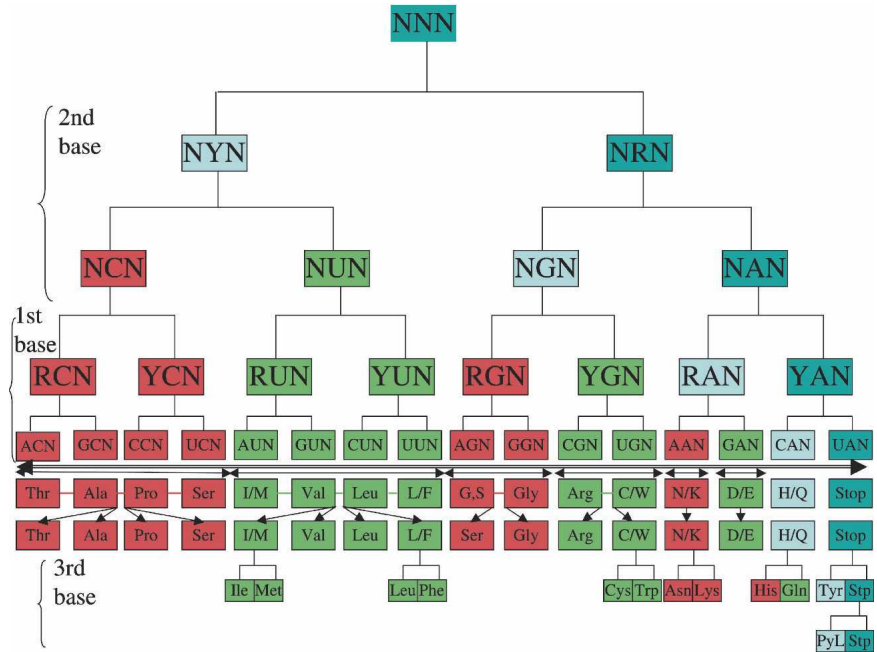 NNN
2nd
base
NYN NRN
NCN NUN NGN NAN
1st
base
RCN YCN RUN YUN RGN YGN RAN YAN
ACN GCN CCN UCN AUN GUN CUN UUN AGN GGN CGN UGN AAN GAN CAN UAN
Thr Ala Pro Ser I/M Val Leu L/F G,S Gly Arg C/W N/K D/E H/Q Stop
Thr Ala Pro Ser I/M Val Leu L/F Ser Gly Arg C/W N/K D/E H/Q Stop
3rd
base
Ile Met Leu Phe Cys Trp Asn Lys His Gln Tyr Stp
PyL Stp